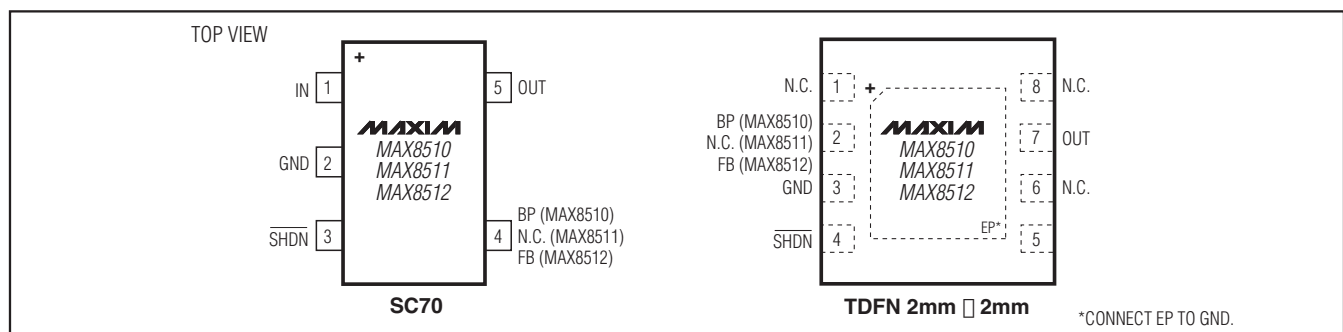 TOP VIEW
+
IN 1
5 OUT
MAXIM
MAX8510
MAX8511
MAX8512
GND 2
SHDN 3
4
BP (MAX8510)
N.C. (MAX8511)
FB (MAX8512)
SC70
N.C. 1
+
8 N.C.
BP (MAX8510)
N.C. (MAX8511)
FB (MAX8512)
2
MAXIM
MAX8510
MAX8511
MAX8512
7 OUT
GND 3
6 N.C.
SHDN 4
EP*
5
TDFN 2mm □ 2mm
*CONNECT EP TO GND.